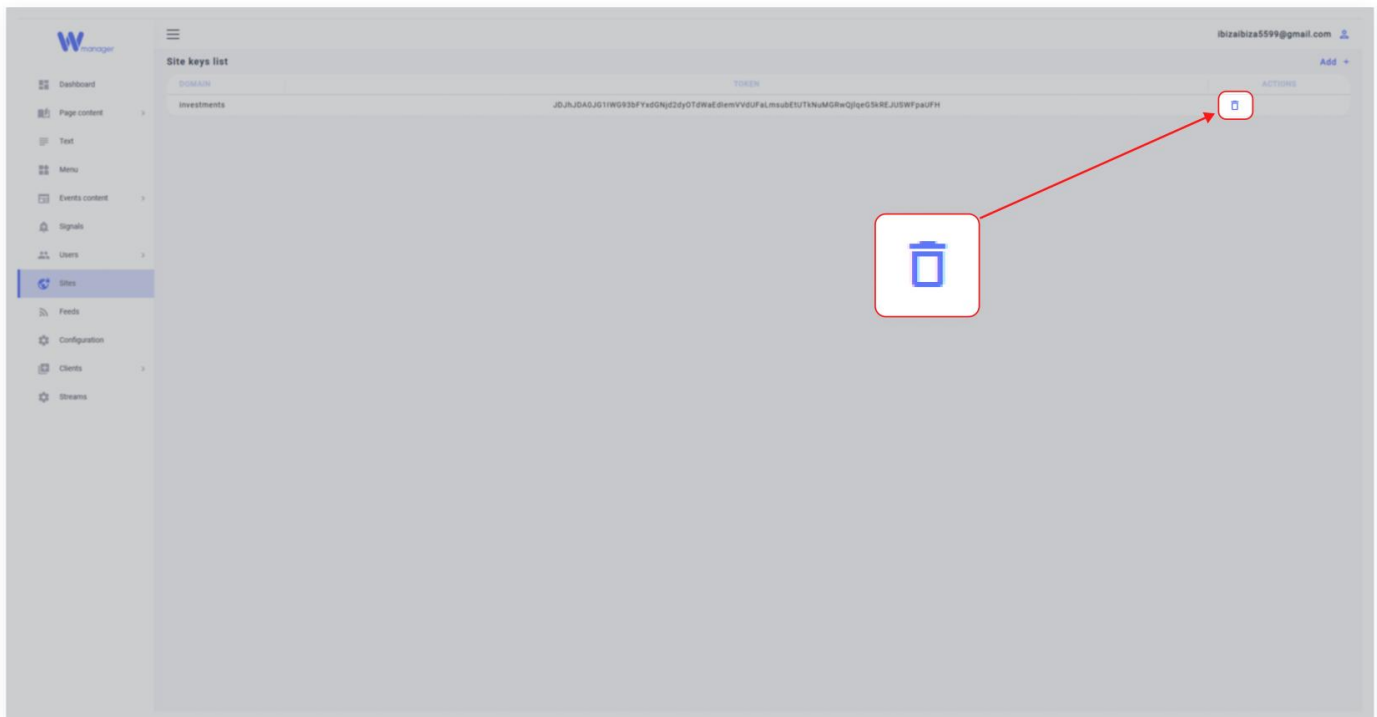 W manager
ibizaibiza5599@gmail.com
Site keys list
Add +
DOMAIN TOKEN ACTIONS
investments
Dashboard
Page content
Text
Menu
Events content
Signals
Users
Sites
Feeds
Configuration
Clients
Streams